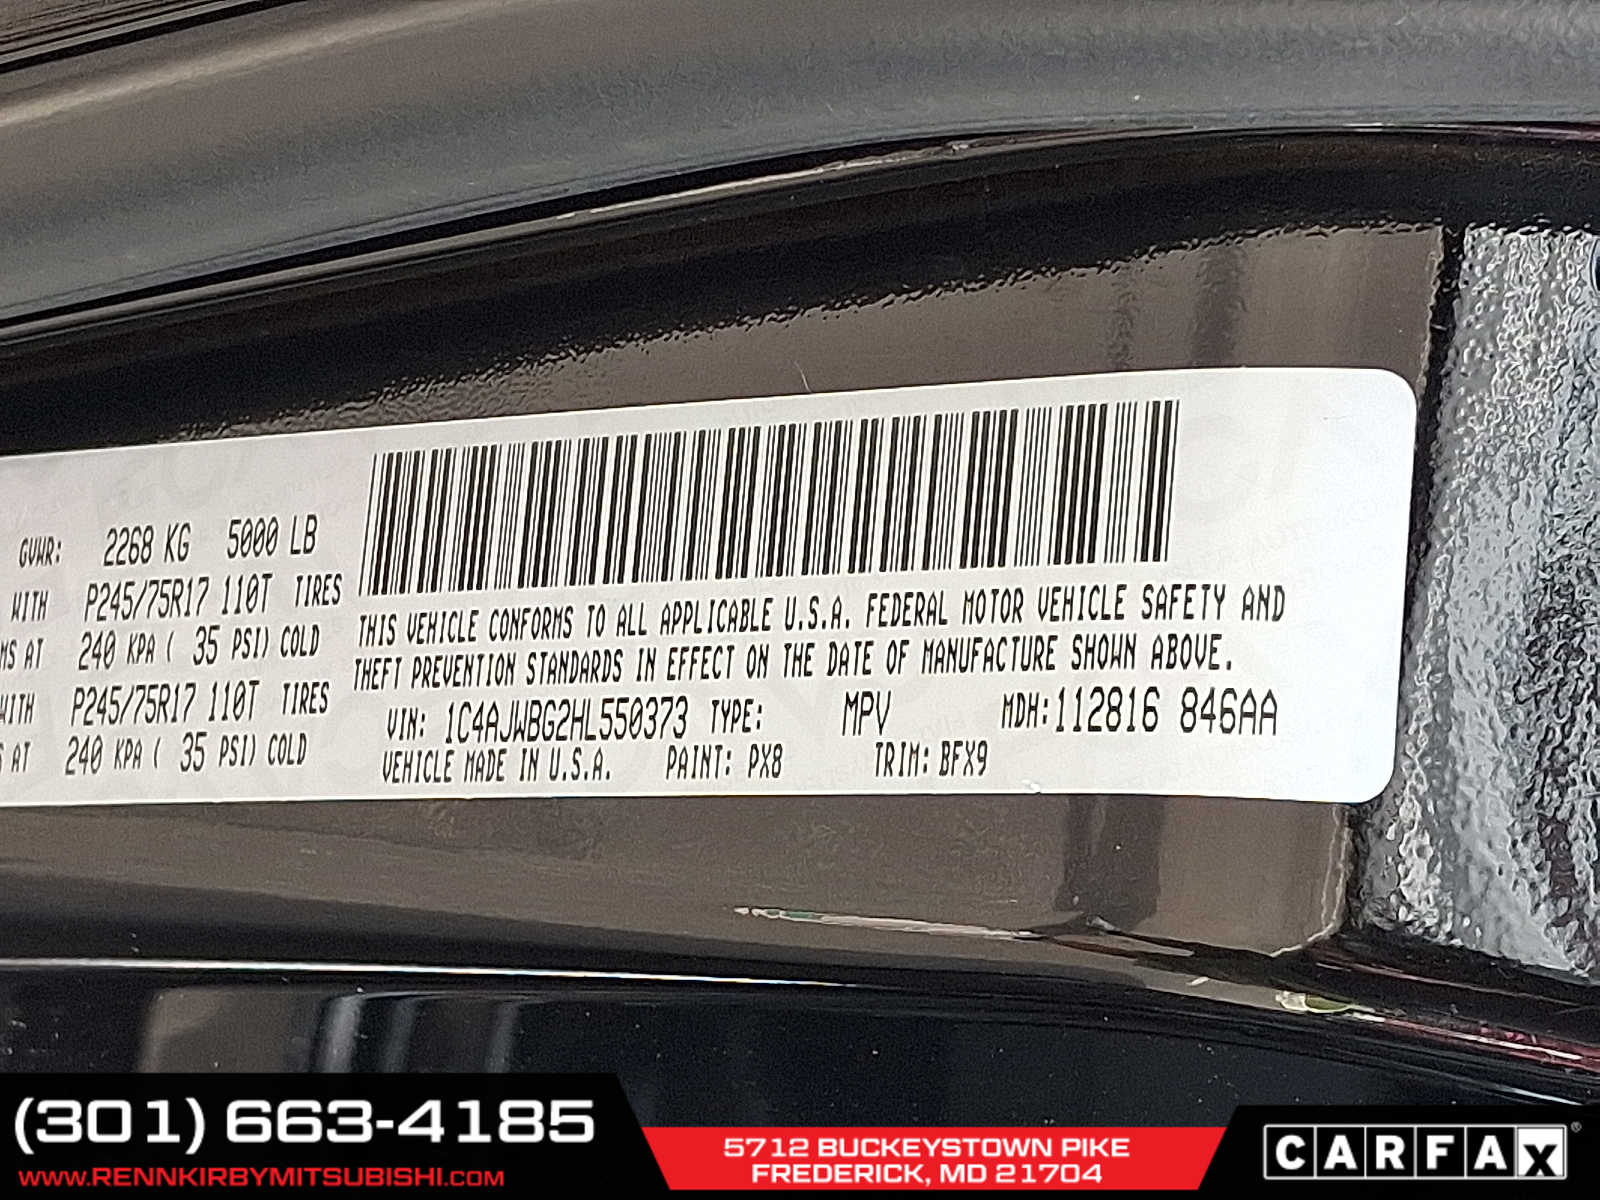 GVWR: 2268 KG 5000 LB
WITH P245/75R17 110T TIRES
MS AT 240 KPA ( 35 PSI) COLD
WITH P245/75R17 110T TIRES
S AT 240 KPA ( 35 PSI) COLD
THIS VEHICLE CONFORMS TO ALL APPLICABLE U.S.A. FEDERAL MOTOR VEHICLE SAFETY AND
THEFT PREVENTION STANDARDS IN EFFECT ON THE DATE OF MANUFACTURE SHOWN ABOVE.
VIN: 1C4AJWBG2HL550373 TYPE: MPV MDH:112816 846AA
VEHICLE MADE IN U.S.A. PAINT: PX8 TRIM: BFX9
(301) 663-4185
WWW.RENNKIRBYMITSUBISHI.COM
5712 BUCKEYSTOWN PIKE
FREDERICK, MD 21704
CARFAX®